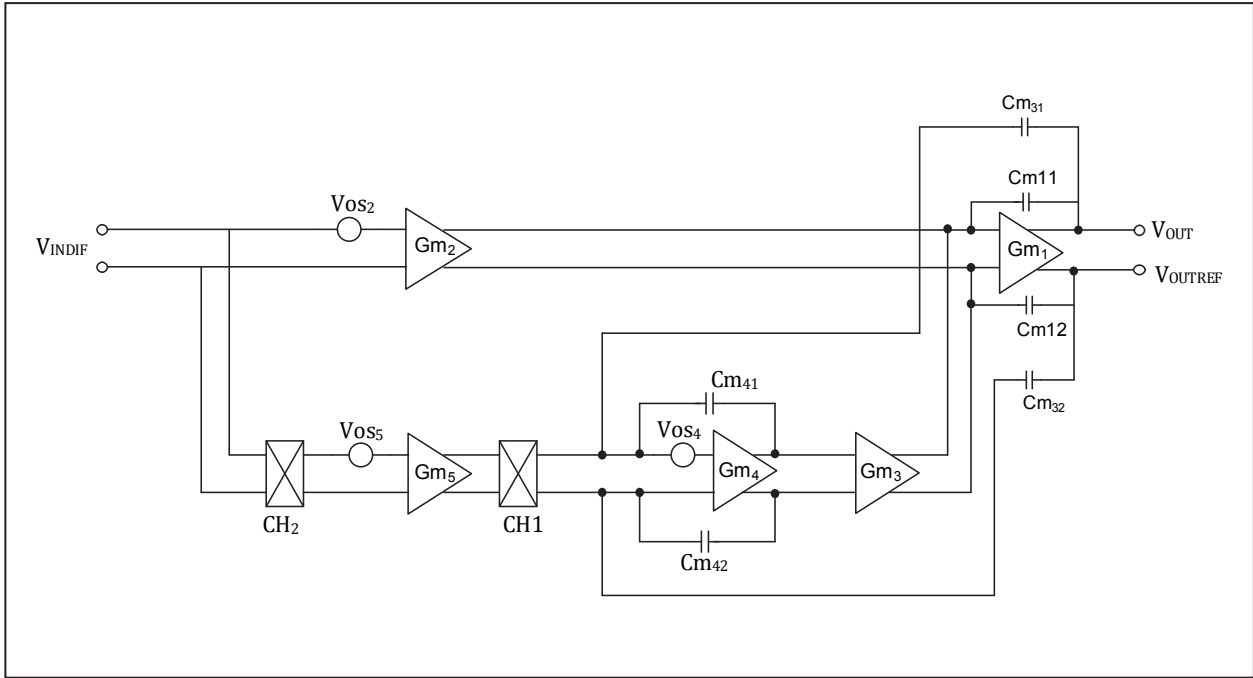 Cm₃₁
Cm11
Vos₂
Gm₂
Gm₁
VINDIF
VOUT
VOUTREF
Cm12
Cm₃₂
Cm₄₁
Vos₅
Vos₄
Gm₅
Gm₄
Gm₃
CH₂
CH1
Cm₄₂